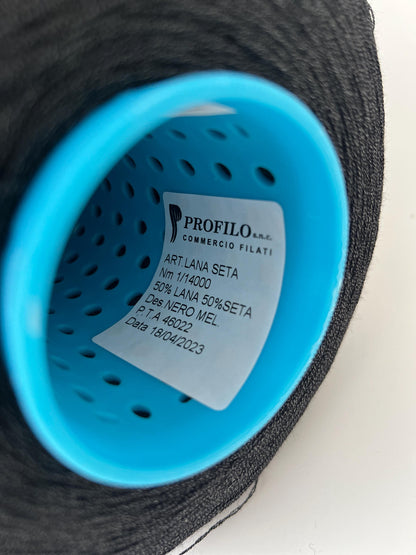 PROFILO s.n.c.
COMMERCIO FILATI
ART.LANA SETA
Nm 1/14000
50% LANA 50%SETA
Des NERO MEL.
P.T.A 46022
Data 18/04/2023